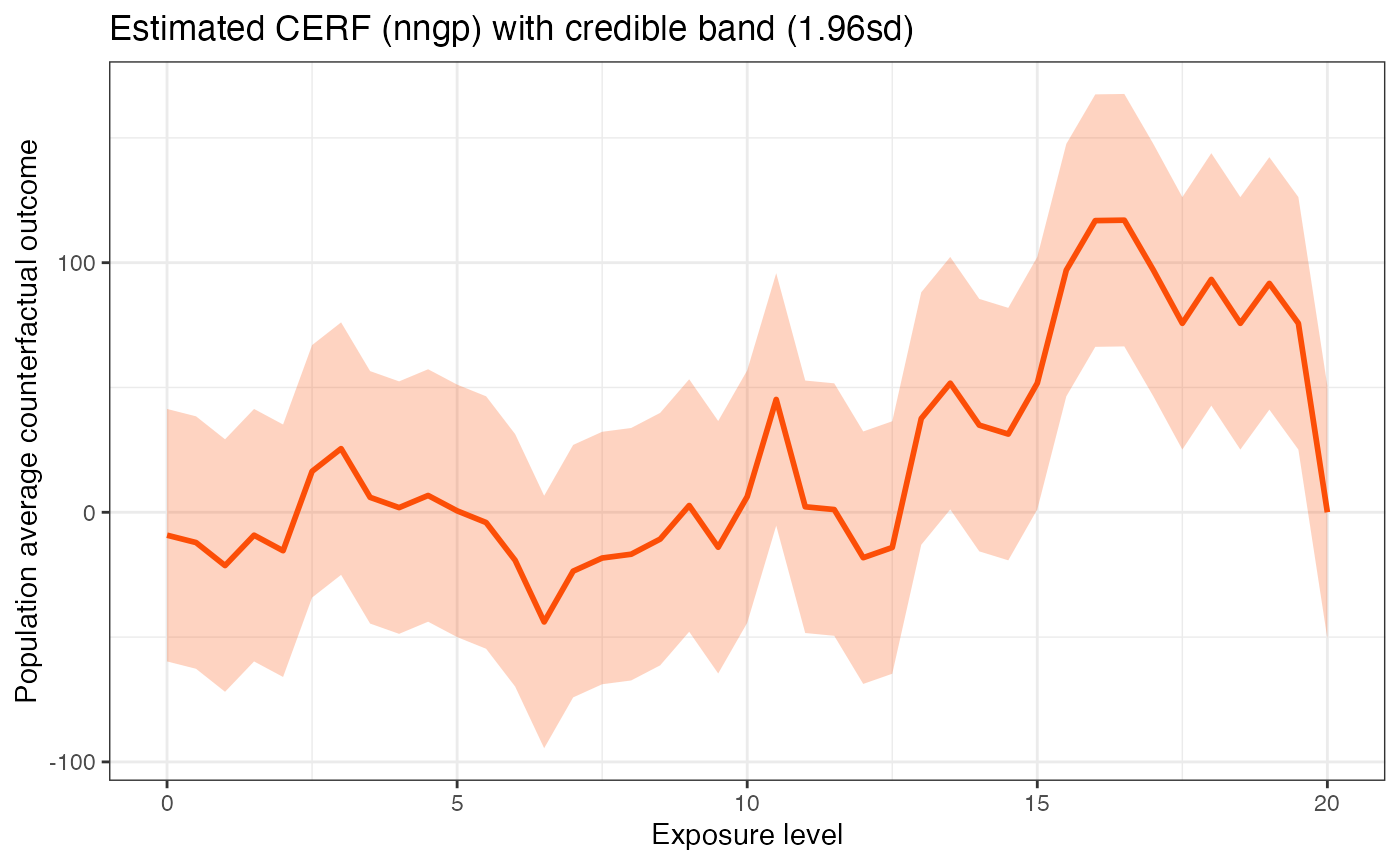 Estimated CERF (nngp) with credible band (1.96sd)
Population average counterfactual outcome
100
0
-100
0
5
10
15
20
Exposure level